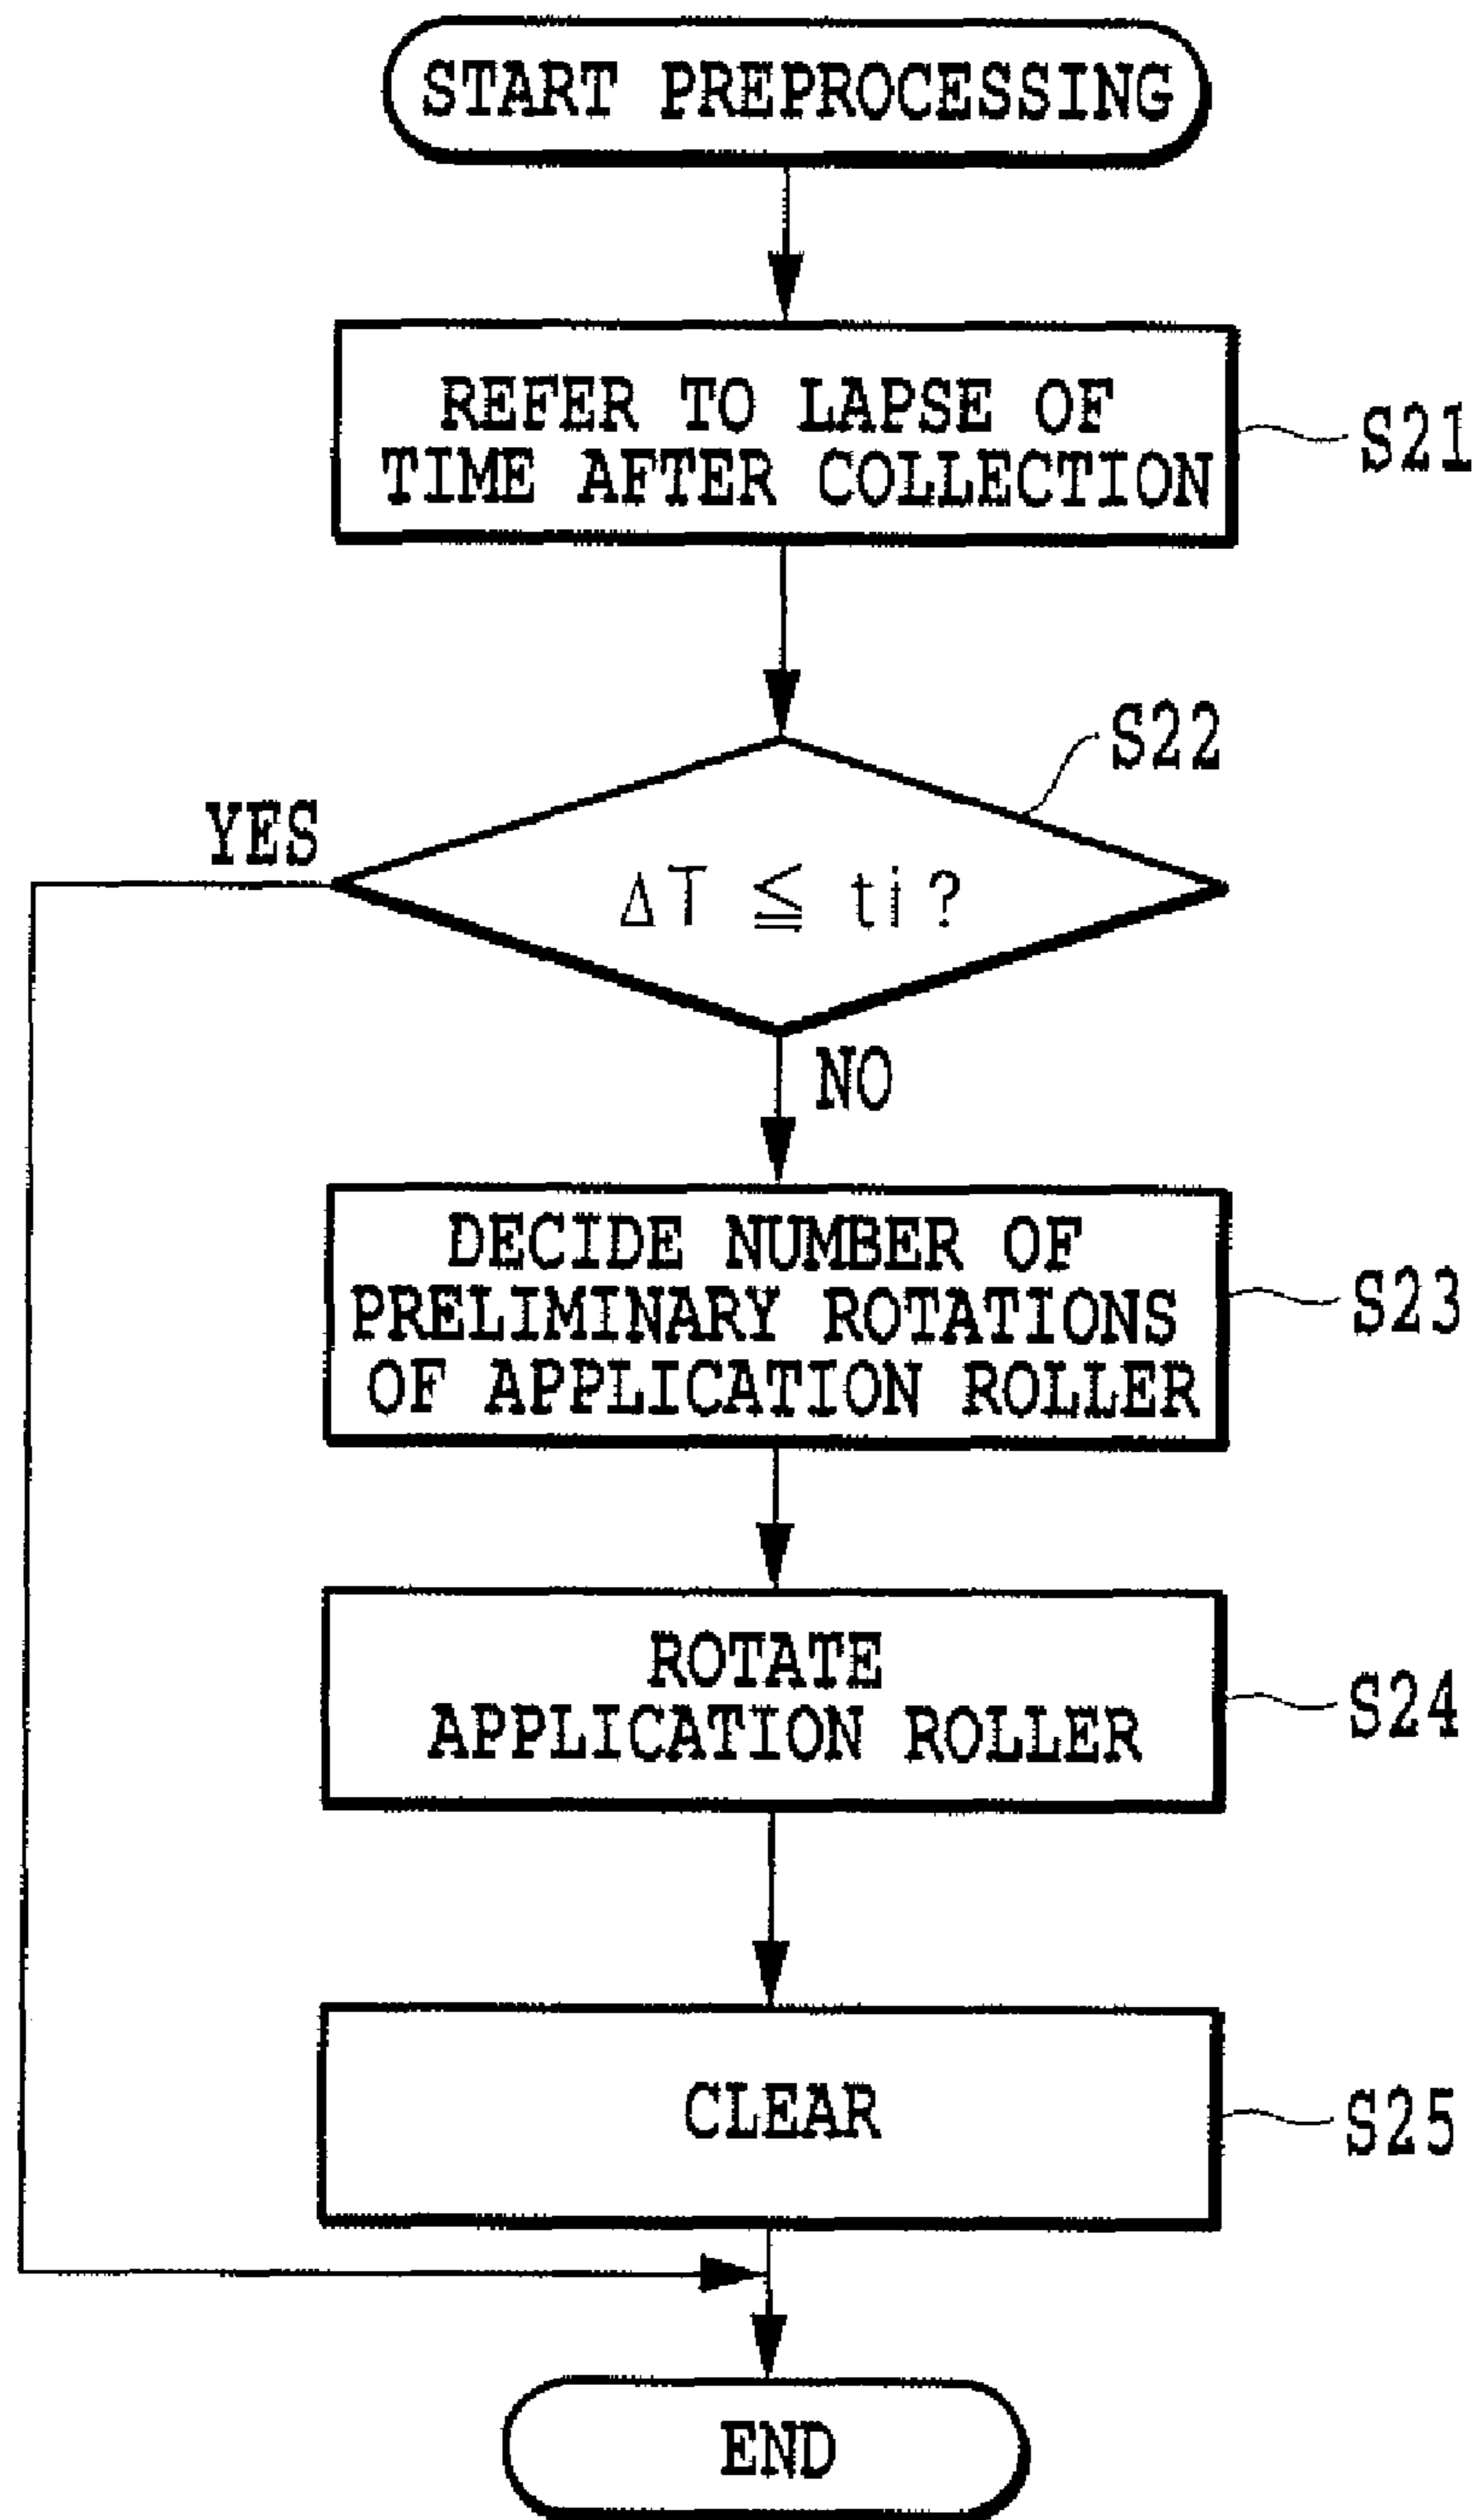 START PREPROCESSING
REFER TO LAPSE OF
TIME AFTER COLLECTION
S21
S22
YES
ΔT ≦ ti?
NO
DECIDE NUMBER OF
PRELIMINARY ROTATIONS
OF APPLICATION ROLLER
S23
ROTATE
APPLICATION ROLLER
S24
CLEAR
S25
END